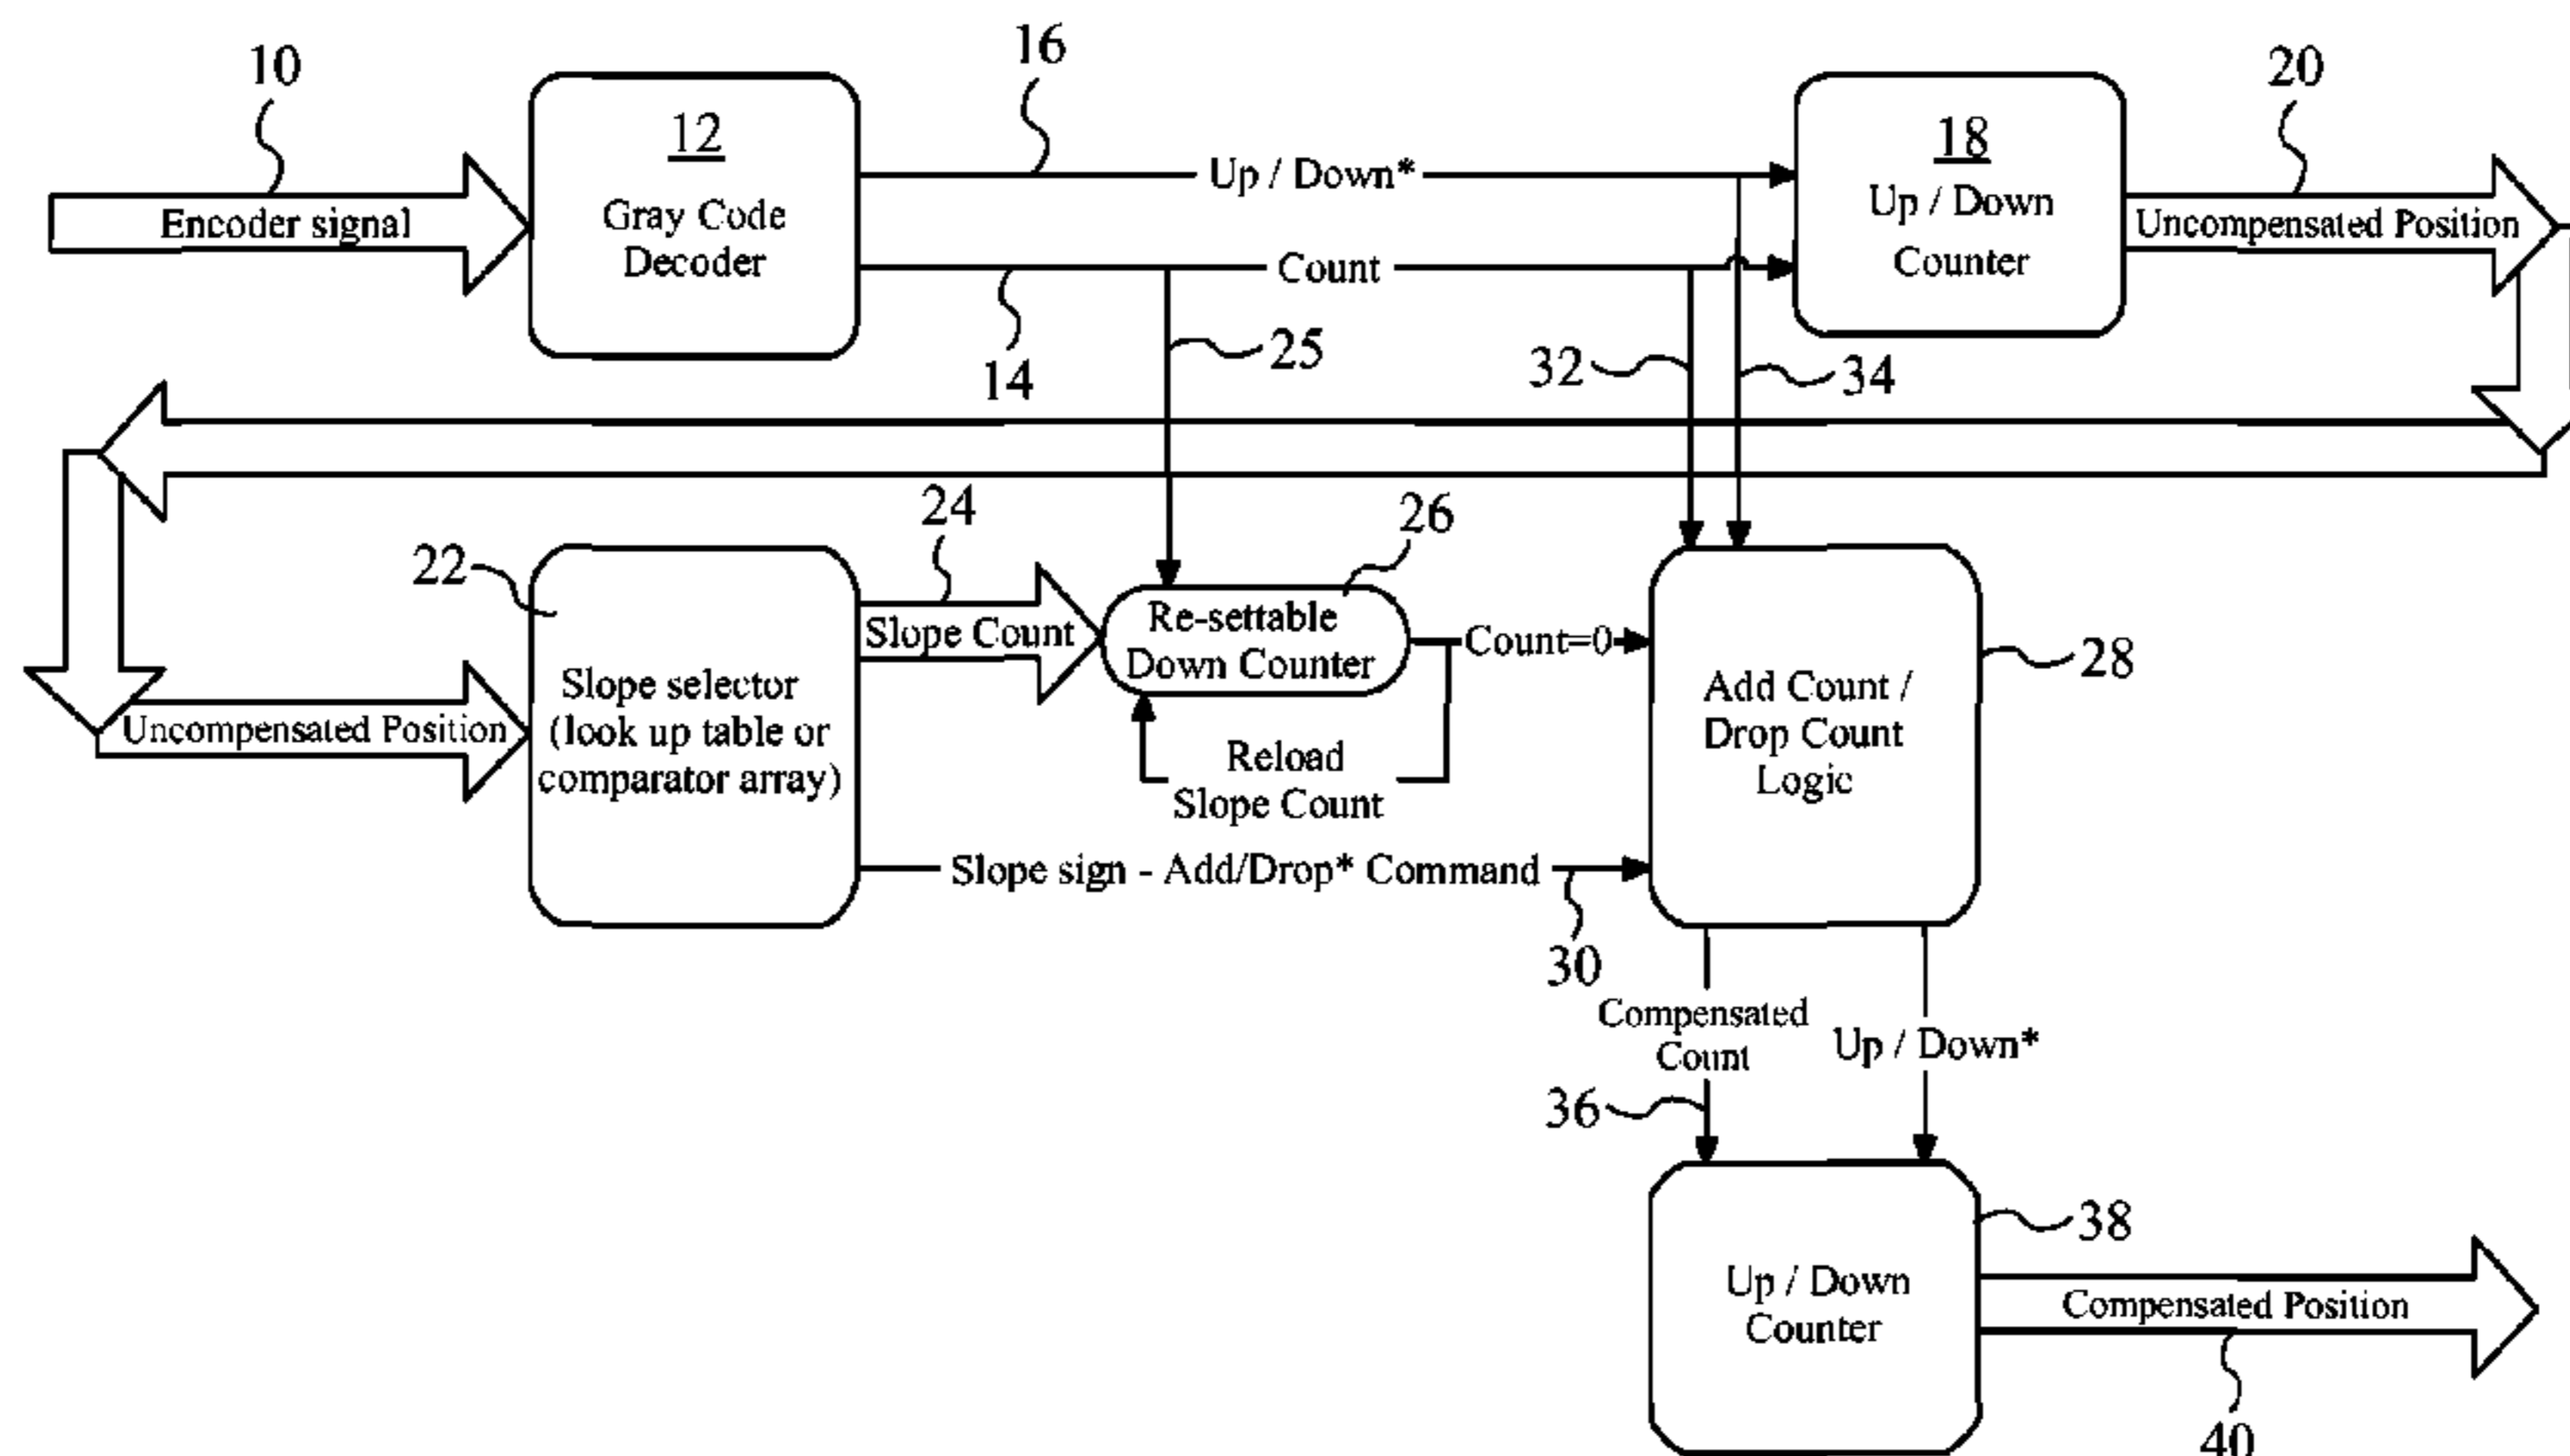 10
16
20
12
Gray Code
Decoder
Encoder signal
Up / Down*
Count
18
Up / Down
Counter
Uncompensated Position
14
25
32
34
22
24
26
28
Slope Count
Re-settable
Down Counter
Count=0
Reload
Slope Count
Uncompensated Position
Slope selector
(look up table or
comparator array)
Add Count /
Drop Count
Logic
Slope sign - Add/Drop* Command
30
Compensated
Count
Up / Down*
36
38
Up / Down
Counter
Compensated Position
40